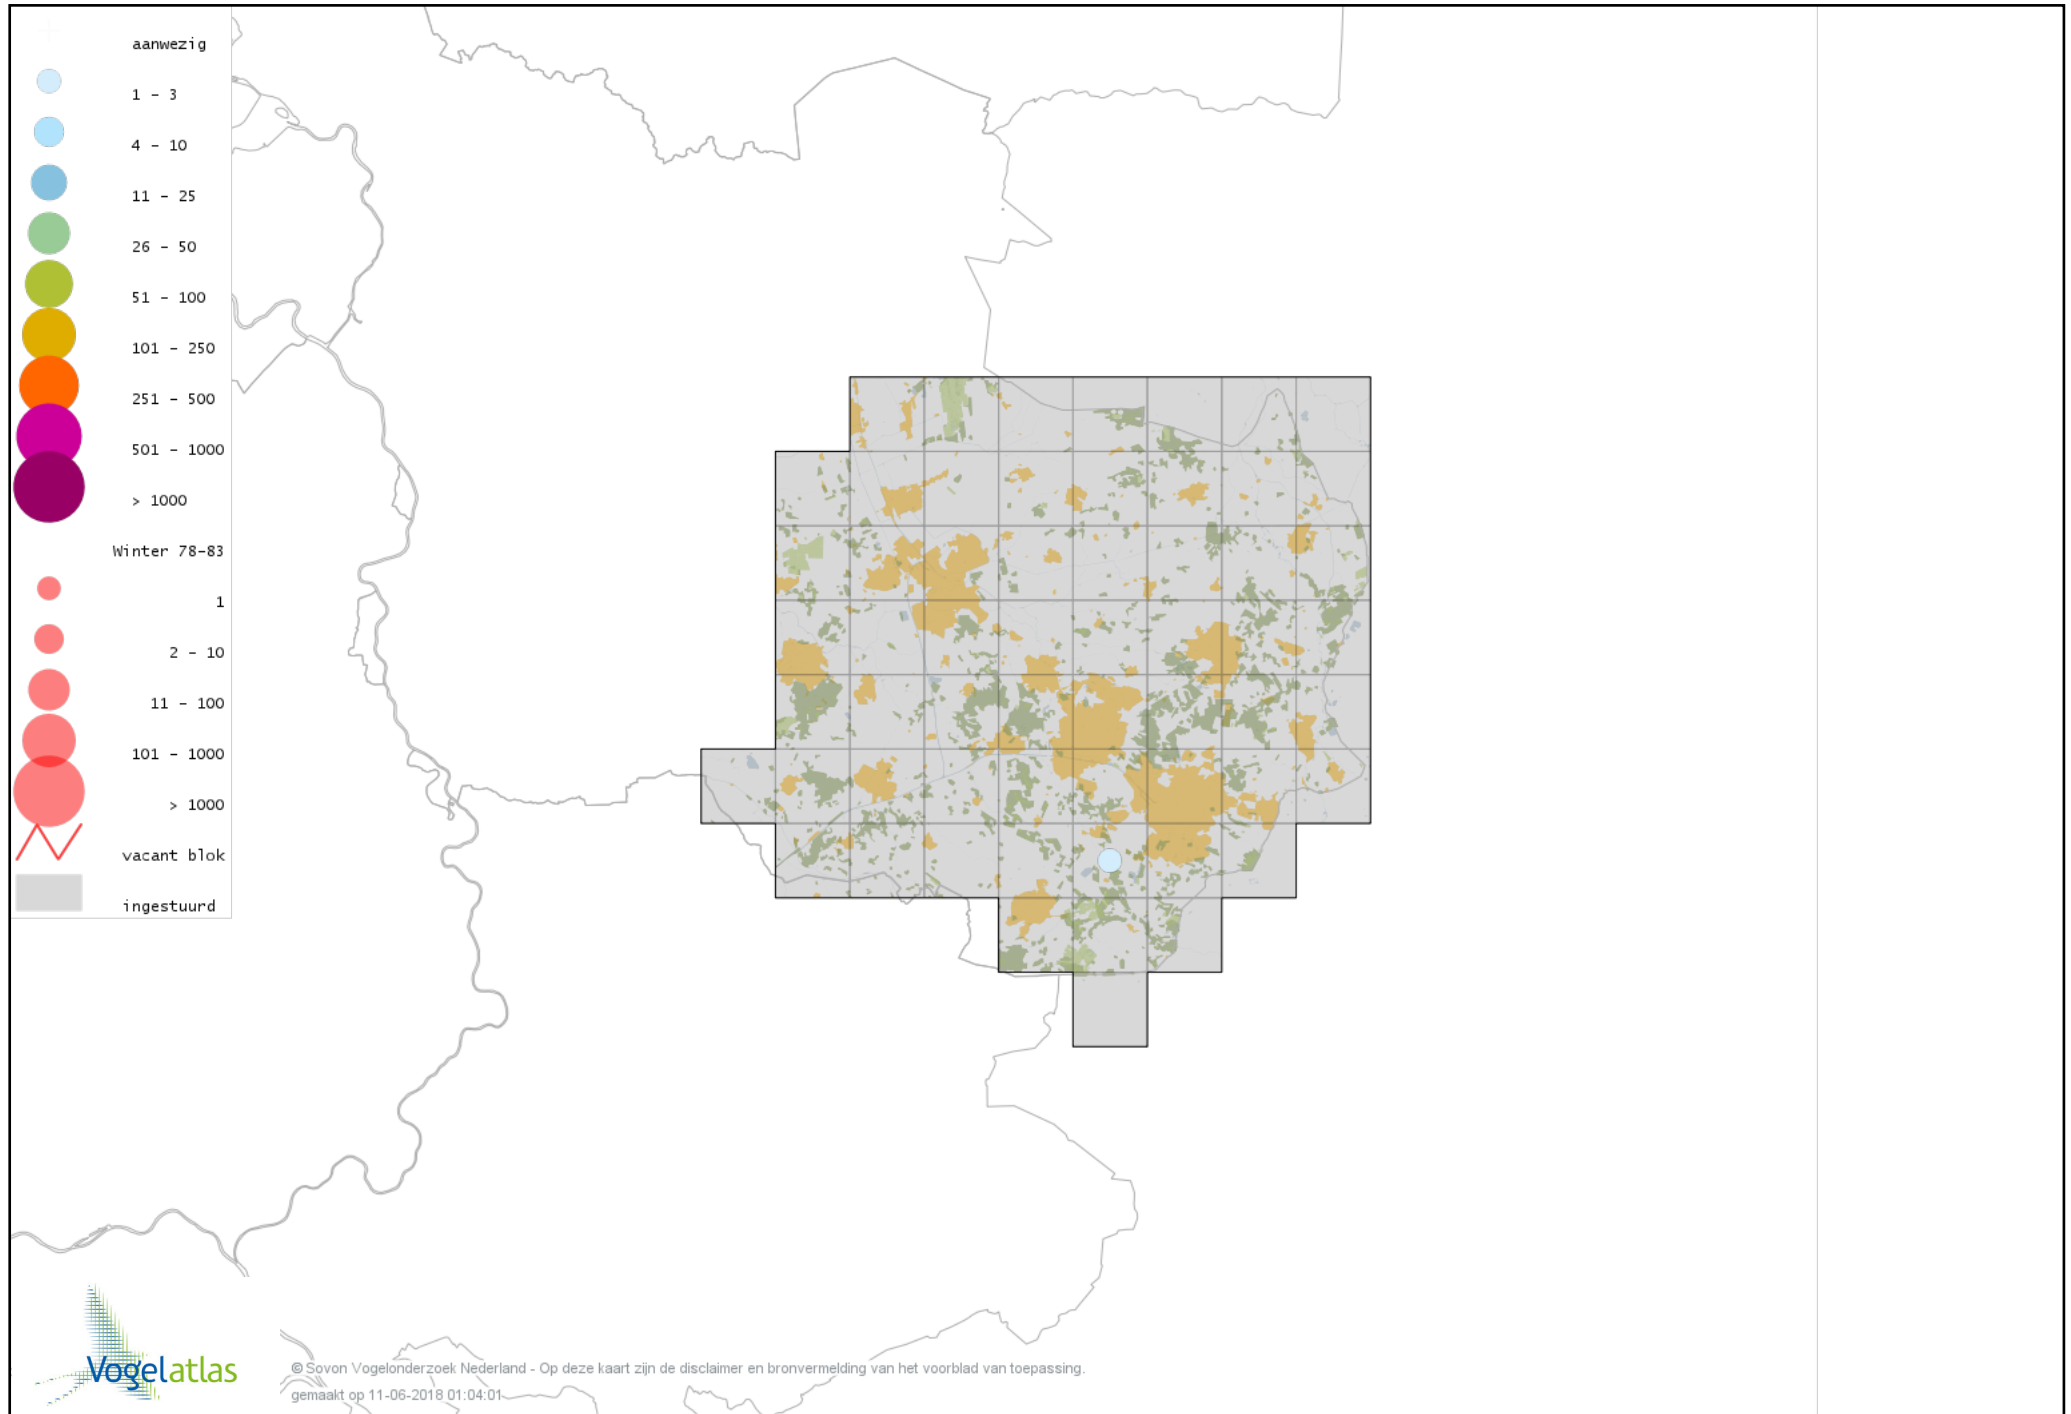 aanwezig
1 - 3
4 - 10
11 - 25
26 - 50
51 - 100
101 - 250
251 - 500
501 - 1000
> 1000
Winter 78-83
1
2 - 10
11 - 100
101 - 1000
> 1000
vacant blok
ingestuurd
Vogelatlas
© Sovon Vogelonderzoek Nederland - Op deze kaart zijn de disclaimer en bronvermelding van het voorblad van toepassing.
gemaakt op 11-06-2018 01:04:01